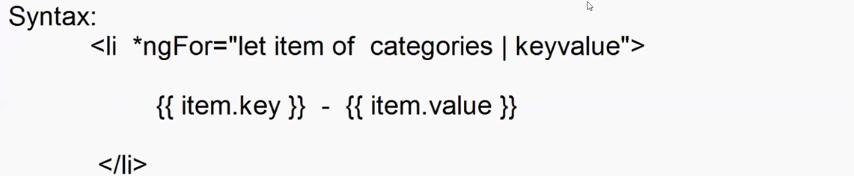 Syntax:
<li *ngFor="let item of categories | keyvalue">
{{ item.key }} - {{ item.value }}
</li>